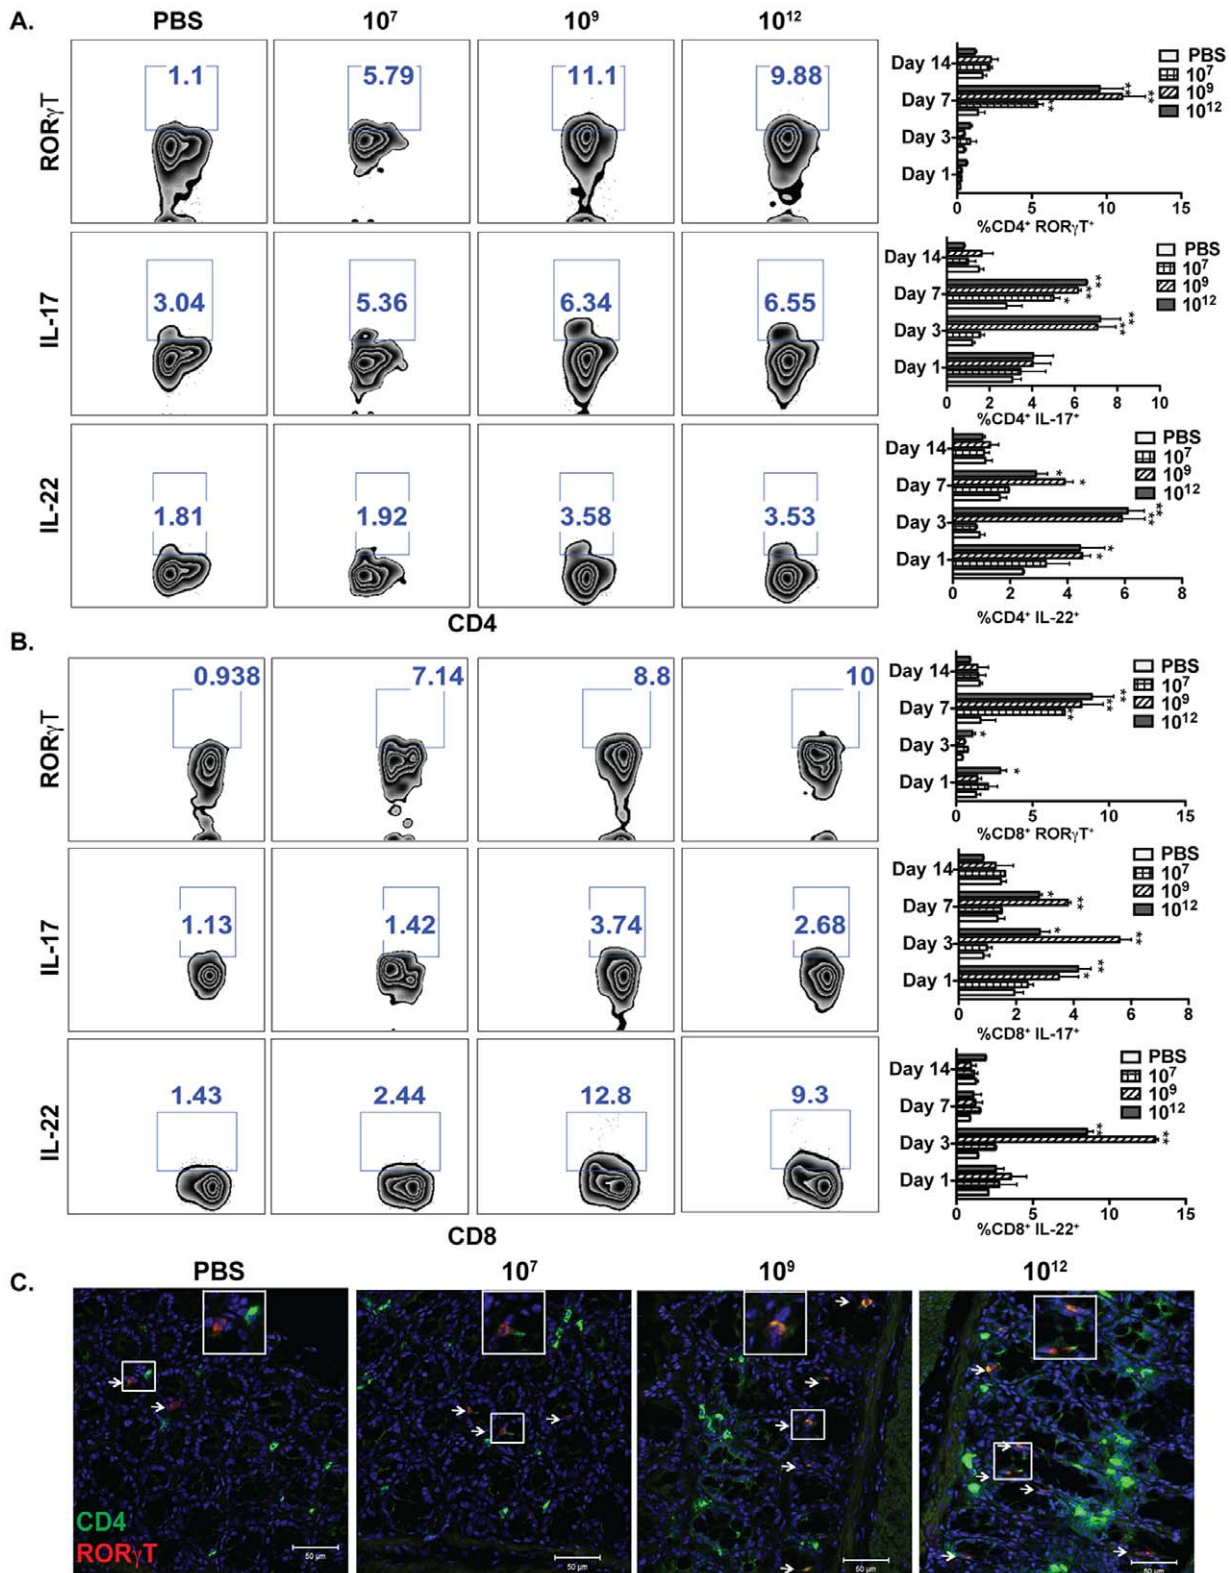 A.
PBS 10⁷ 10⁹ 10¹²
RORγT
1.1 5.79 11.1 9.88
Day 14
Day 7
Day 3
Day 1
** ** **
PBS
10⁷
10⁹
10¹²
0 5 10 15
%CD4⁺ RORγT⁺
IL-17
3.04 5.36 6.34 6.55
Day 14
Day 7
Day 3
Day 1
** ** *
** **
PBS
10⁷
10⁹
10¹²
0 2 4 6 8 10
%CD4⁺ IL-17⁺
IL-22
1.81 1.92 3.58 3.53
Day 14
Day 7
Day 3
Day 1
* *
** **
* *
PBS
10⁷
10⁹
10¹²
0 2 4 6 8
%CD4⁺ IL-22⁺
CD4
B.
RORγT
0.938 7.14 8.8 10
Day 14
Day 7
Day 3
Day 1
** ** **
*
*
PBS
10⁷
10⁹
10¹²
0 5 10 15
%CD8⁺ RORγT⁺
IL-17
1.13 1.42 3.74 2.68
Day 14
Day 7
Day 3
Day 1
* **
* **
** *
PBS
10⁷
10⁹
10¹²
0 2 4 6 8
%CD8⁺ IL-17⁺
IL-22
1.43 2.44 12.8 9.3
Day 14
Day 7
Day 3
Day 1
** **
PBS
10⁷
10⁹
10¹²
0 5 10 15
%CD8⁺ IL-22⁺
CD8
C.
PBS 10⁷ 10⁹ 10¹²
CD4
RORγT
50 µm 50 µm 50 µm 50 µm